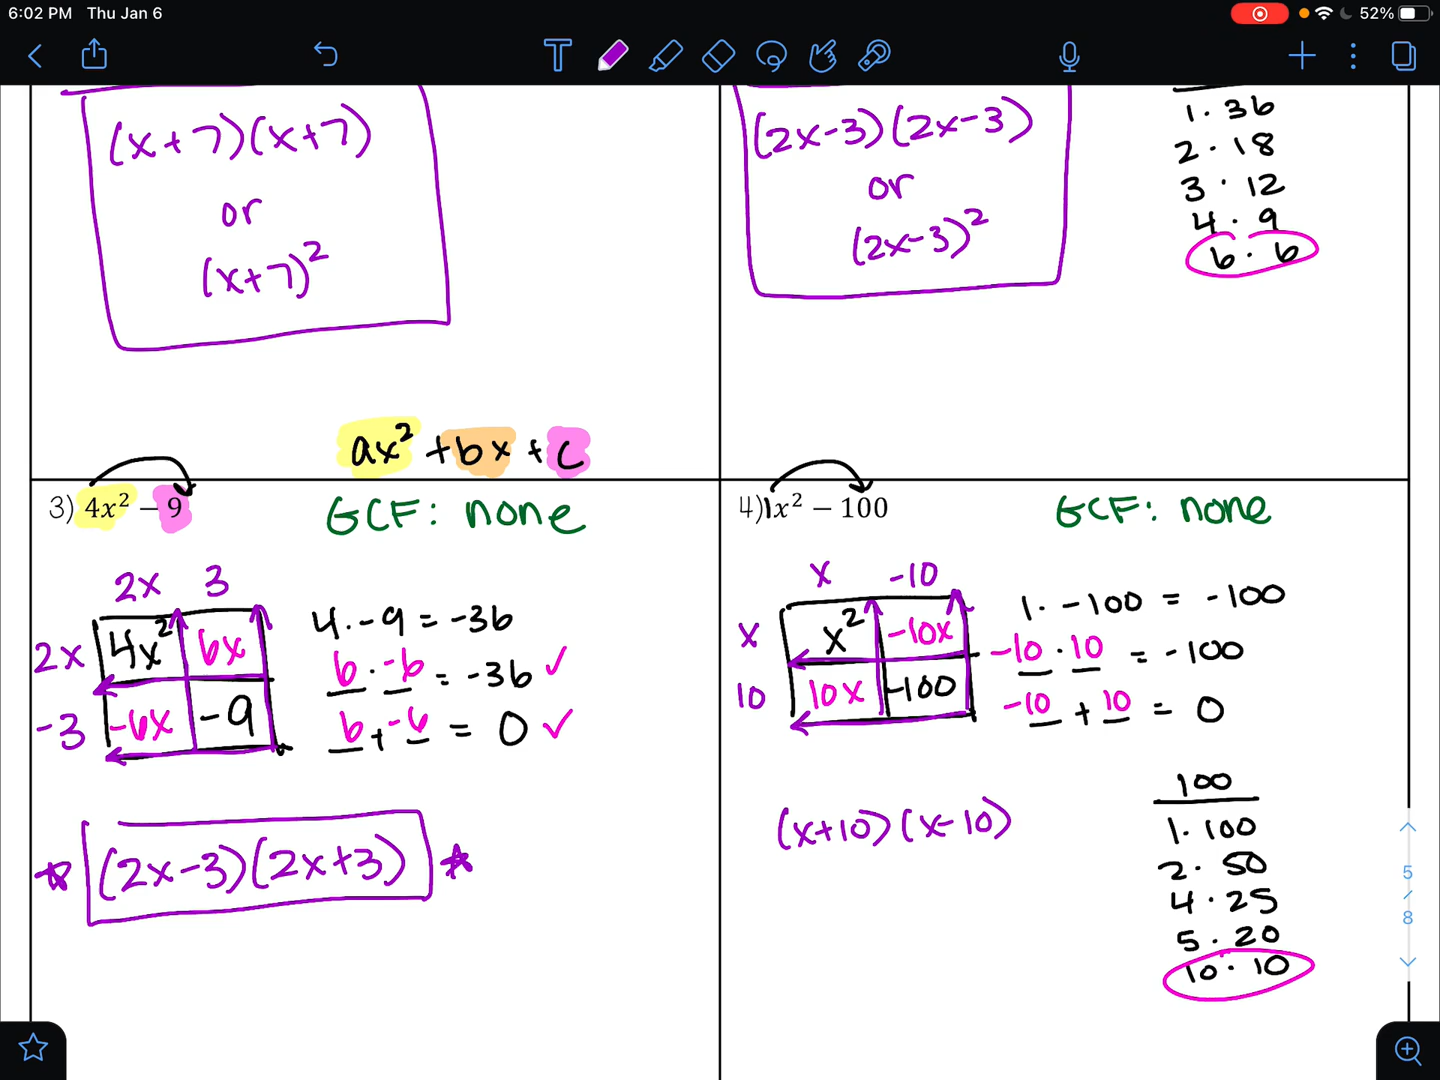 6:02 PM Thu Jan 6
52%
(x+7)(x+7)
or
(x+7)²
(2x-3)(2x-3)
or
(2x-3)²
1·36
2·18
3·12
4·9
6·6
ax²+bx+c
3) 4x² − 9
GCF: none
2x 3
2x 4x² 6x
-3 -6x -9
4·-9 = -36
6·-6 = -36 ✓
6+-6 = 0 ✓
(2x-3)(2x+3)
4) 1x² − 100
GCF: none
x -10
x x² -10x
10 10x -100
1·-100 = -100
-10·10 = -100
-10+10 = 0
(x+10)(x-10)
100
1·100
2·50
4·25
5·20
10·10
5
/
8